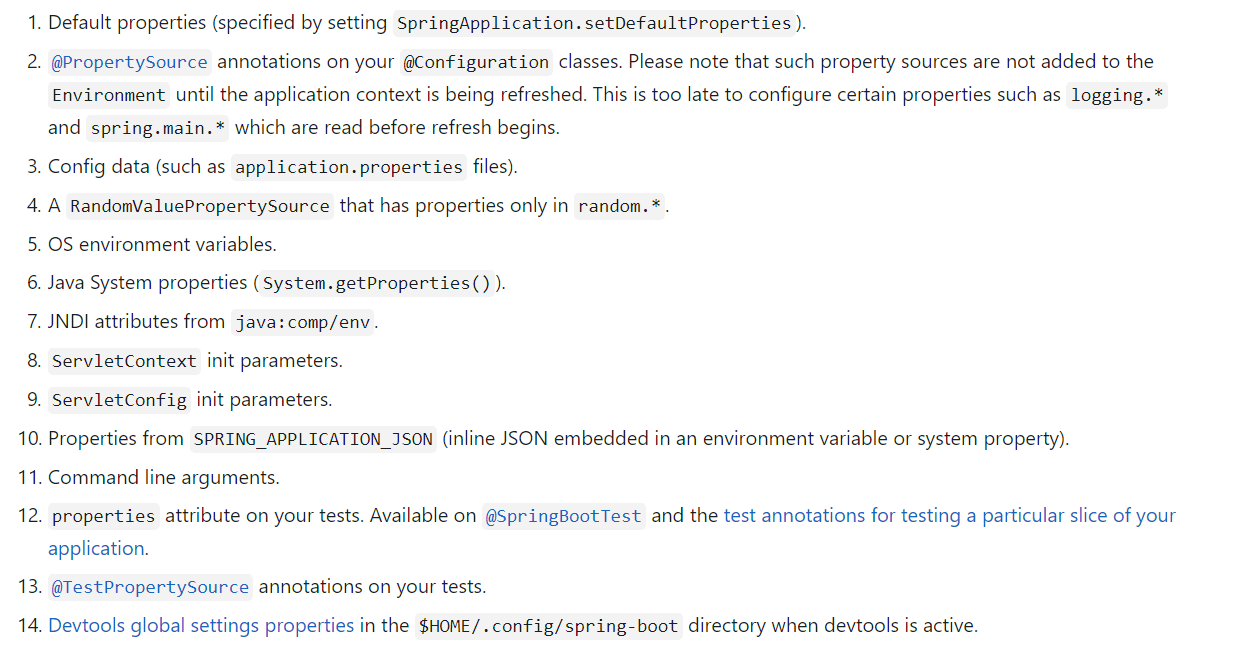 1. Default properties (specified by setting SpringApplication.setDefaultProperties).
2. @PropertySource annotations on your @Configuration classes. Please note that such property sources are not added to the
Environment until the application context is being refreshed. This is too late to configure certain properties such as logging.*
and spring.main.* which are read before refresh begins.
3. Config data (such as application.properties files).
4. A RandomValuePropertySource that has properties only in random.*.
5. OS environment variables.
6. Java System properties (System.getProperties()).
7. JNDI attributes from java:comp/env.
8. ServletContext init parameters.
9. ServletConfig init parameters.
10. Properties from SPRING_APPLICATION_JSON (inline JSON embedded in an environment variable or system property).
11. Command line arguments.
12. properties attribute on your tests. Available on @SpringBootTest and the test annotations for testing a particular slice of your
application.
13. @TestPropertySource annotations on your tests.
14. Devtools global settings properties in the $HOME/.config/spring-boot directory when devtools is active.